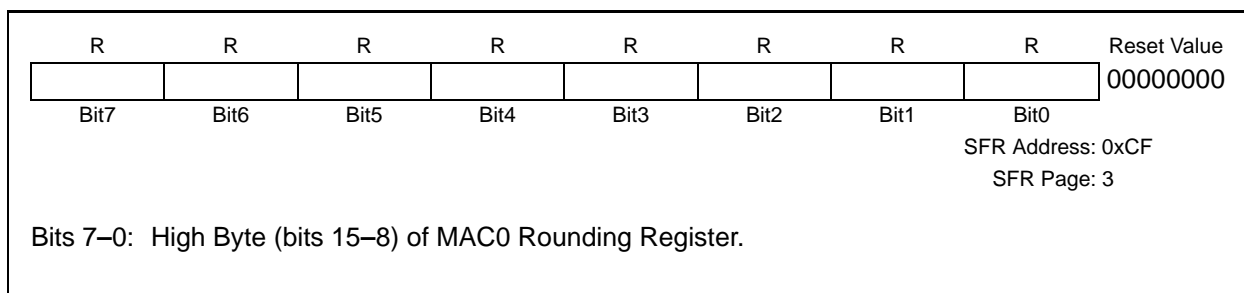 R R R R R R R R Reset Value
00000000
Bit7 Bit6 Bit5 Bit4 Bit3 Bit2 Bit1 Bit0
SFR Address: 0xCF
SFR Page: 3
Bits 7–0: High Byte (bits 15–8) of MAC0 Rounding Register.